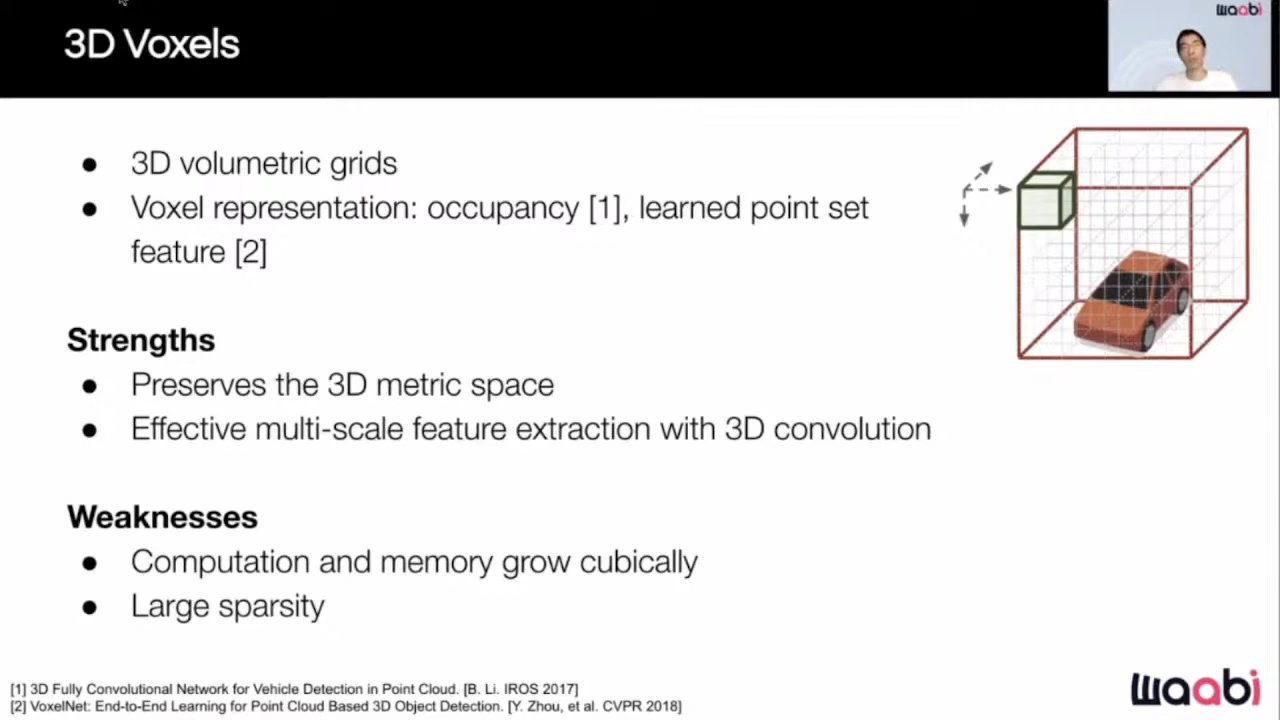 waabi
3D Voxels
● 3D volumetric grids
● Voxel representation: occupancy [1], learned point set
feature [2]
Strengths
● Preserves the 3D metric space
● Effective multi-scale feature extraction with 3D convolution
Weaknesses
● Computation and memory grow cubically
● Large sparsity
[1] 3D Fully Convolutional Network for Vehicle Detection in Point Cloud. [B. Li. IROS 2017]
[2] VoxelNet: End-to-End Learning for Point Cloud Based 3D Object Detection. [Y. Zhou, et al. CVPR 2018]
waabi